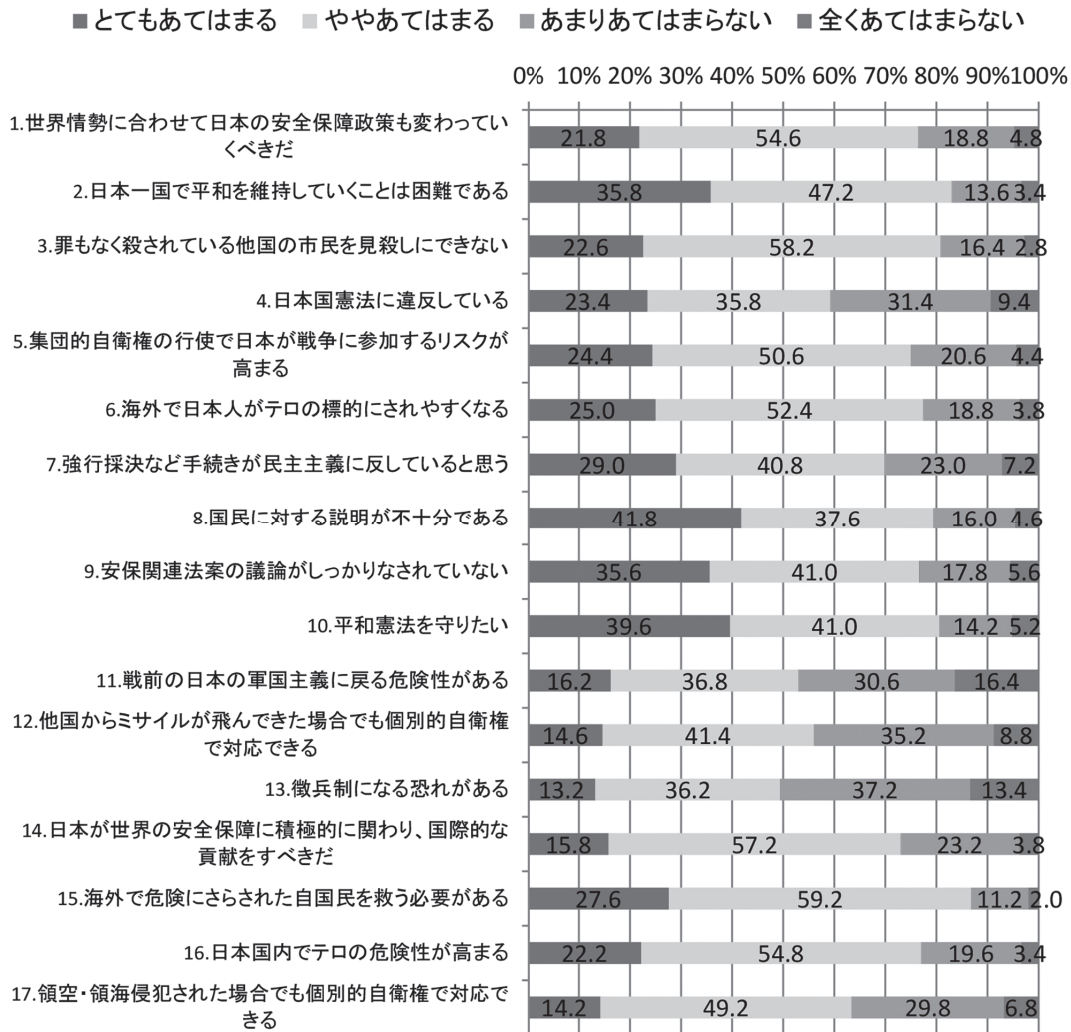 ■とてもあてはまる ■ややあてはまる ■あまりあてはまらない ■全くあてはまらない
0% 10% 20% 30% 40% 50% 60% 70% 80% 90%100%
1.世界情勢に合わせて日本の安全保障政策も変わってい
くべきだ
21.8 54.6 18.8 4.8
2.日本一国で平和を維持していくことは困難である
35.8 47.2 13.6 3.4
3.罪もなく殺されている他国の市民を見殺しにできない
22.6 58.2 16.4 2.8
4.日本国憲法に違反している
23.4 35.8 31.4 9.4
5.集団的自衛権の行使で日本が戦争に参加するリスクが
高まる
24.4 50.6 20.6 4.4
6.海外で日本人がテロの標的にされやすくなる
25.0 52.4 18.8 3.8
7.強行採決など手続きが民主主義に反していると思う
29.0 40.8 23.0 7.2
8.国民に対する説明が不十分である
41.8 37.6 16.0 4.6
9.安保関連法案の議論がしっかりなされていない
35.6 41.0 17.8 5.6
10.平和憲法を守りたい
39.6 41.0 14.2 5.2
11.戦前の日本の軍国主義に戻る危険性がある
16.2 36.8 30.6 16.4
12.他国からミサイルが飛んできた場合でも個別的自衛権
で対応できる
14.6 41.4 35.2 8.8
13.徴兵制になる恐れがある
13.2 36.2 37.2 13.4
14.日本が世界の安全保障に積極的に関わり、国際的な
貢献をすべきだ
15.8 57.2 23.2 3.8
15.海外で危険にさらされた自国民を救う必要がある
27.6 59.2 11.2 2.0
16.日本国内でテロの危険性が高まる
22.2 54.8 19.6 3.4
17.領空・領海侵犯された場合でも個別的自衛権で対応で
きる
14.2 49.2 29.8 6.8